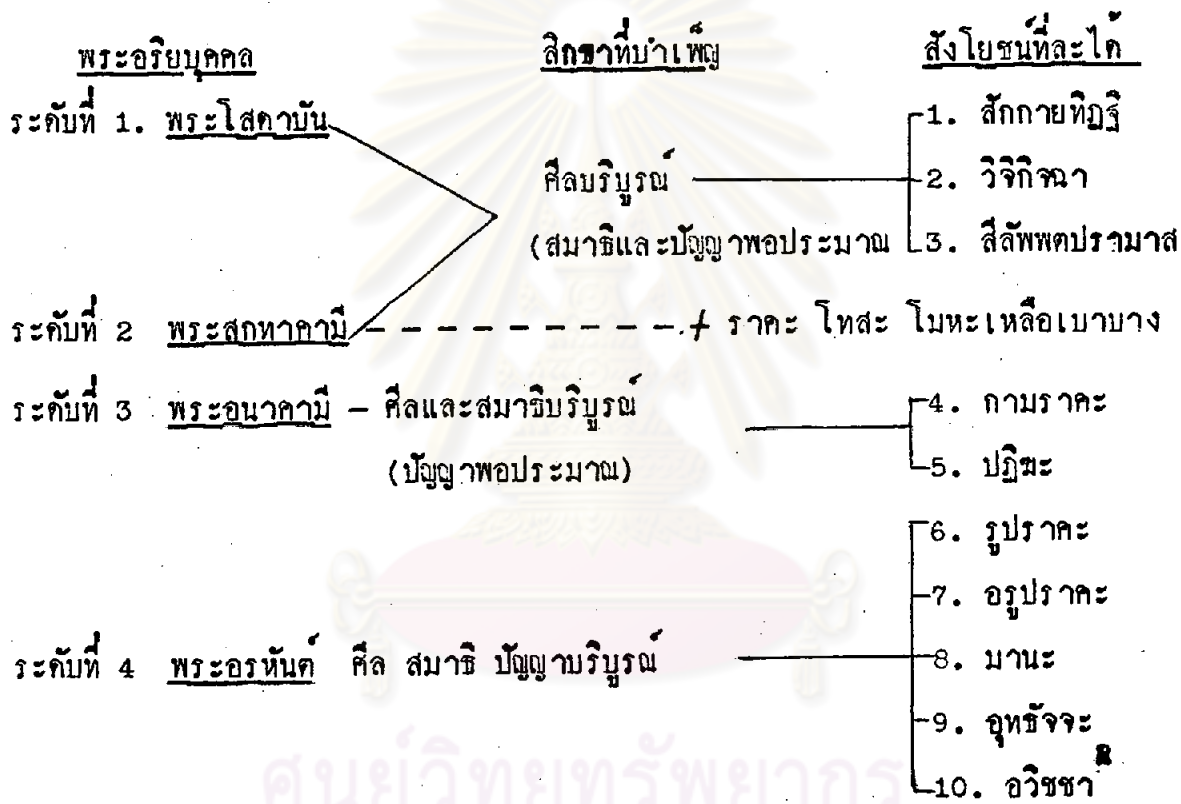 พระอริยบุคคล สิกขาที่บำเพ็ญ สังโยชน์ที่ละได้
ระดับที่ 1. พระโสดาบัน 1. สักกายทิฏฐิ
ศีลบริบูรณ์ 2. วิจิกิจฉา
(สมาธิและปัญญาพอประมาณ 3. สีลัพพตปรามาส
ระดับที่ 2 พระสกทาคามี - - - - - - - - - - + ราคะ โทสะ โมหะเหลือเบาบาง
ระดับที่ 3 พระอนาคามี - ศีลและสมาธิบริบูรณ์ 4. กามราคะ
(ปัญญาพอประมาณ) 5. ปฏิฆะ
6. รูปราคะ
7. อรูปราคะ
ระดับที่ 4 พระอรหันต์ ศีล สมาธิ ปัญญาบริบูรณ์ 8. มานะ
9. อุทธัจจะ
10. อวิชชา
ศูนย์วิทยทรัพยากร